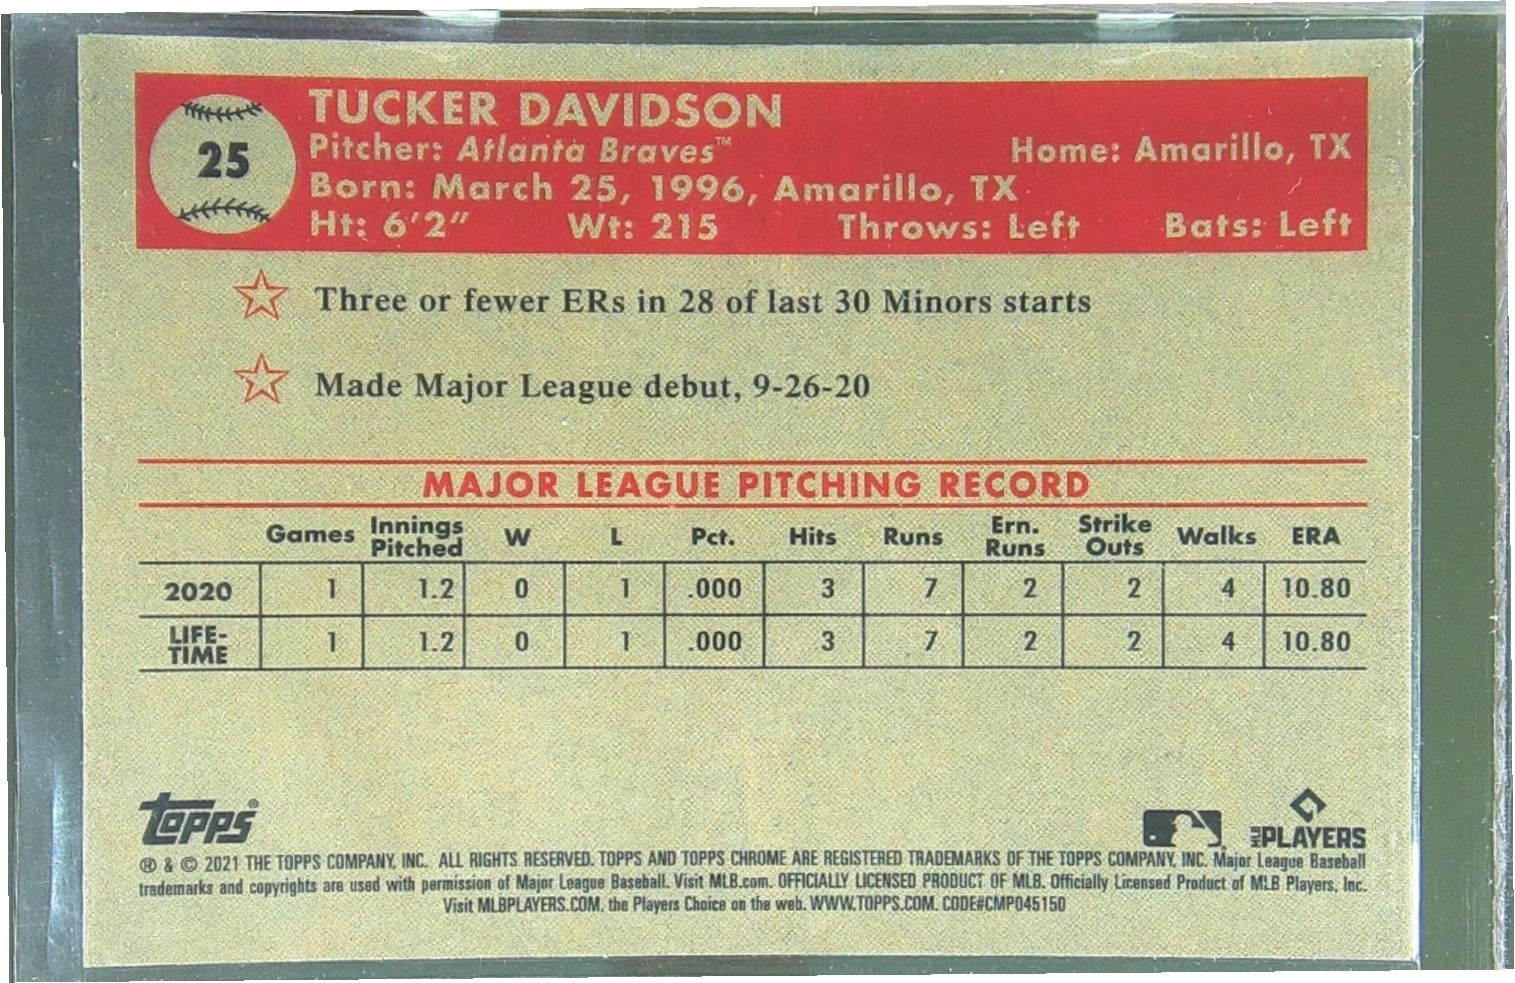 TUCKER DAVIDSON
25
Pitcher: Atlanta Braves™ Home: Amarillo, TX
Born: March 25, 1996, Amarillo, TX
Ht: 6'2" Wt: 215 Throws: Left Bats: Left
Three or fewer ERs in 28 of last 30 Minors starts
Made Major League debut, 9-26-20
MAJOR LEAGUE PITCHING RECORD
Games Innings Pitched W L Pct. Hits Runs Ern. Runs Strike Outs Walks ERA
2020 1 1.2 0 1 .000 3 7 2 2 4 10.80
LIFE-TIME 1 1.2 0 1 .000 3 7 2 2 4 10.80
Topps®
MLB PLAYERS
® & © 2021 THE TOPPS COMPANY, INC. ALL RIGHTS RESERVED. TOPPS AND TOPPS CHROME ARE REGISTERED TRADEMARKS OF THE TOPPS COMPANY, INC. Major League Baseball
trademarks and copyrights are used with permission of Major League Baseball. Visit MLB.com. OFFICIALLY LICENSED PRODUCT OF MLB. Officially Licensed Product of MLB Players, Inc.
Visit MLBPLAYERS.COM, the Players Choice on the web. WWW.TOPPS.COM. CODE#CMP045150